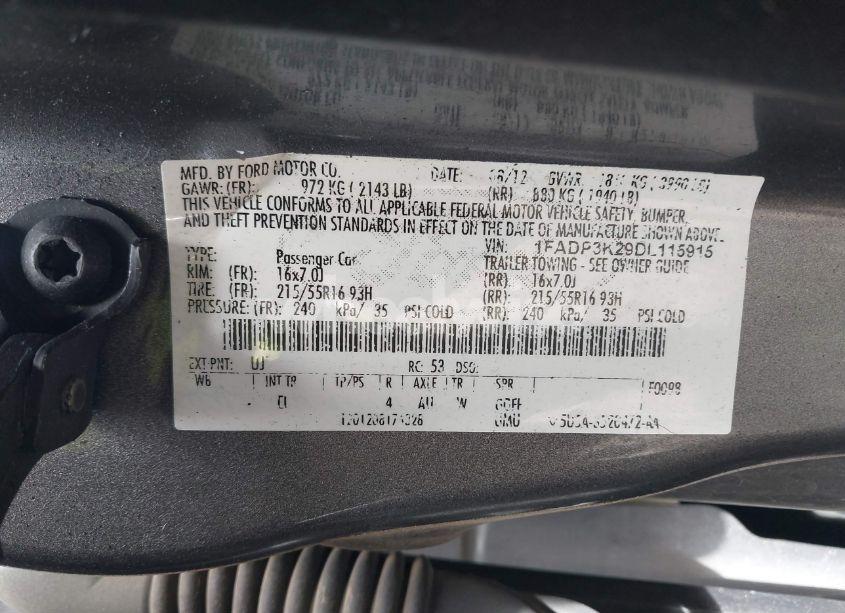 MFD. BY FORD MOTOR CO. DATE: 08/12 GVWR:
GAWR: (FR): 972 KG ( 2143 LB) (RR) 880 KG ( 1940 LB)
THIS VEHICLE CONFORMS TO ALL APPLICABLE FEDERAL MOTOR VEHICLE SAFETY, BUMPER,
AND THEFT PREVENTION STANDARDS IN EFFECT ON THE DATE OF MANUFACTURE SHOWN ABOVE.
VIN: 1FADP3K29DL115915
TYPE: Passenger Car TRAILER TOWING - SEE OWNER GUIDE
RIM: (FR): 16x7.0J (RR): 16x7.0J
TIRE: (FR): 215/55R16 93H (RR): 215/55R16 93H
PRESSURE: (FR): 240 kPa/ 35 PSI COLD (RR): 240 kPa/ 35 PSI COLD
EXT PNT: UJ RC: 53 DSO:
WB INT TR TP/PS R AXLE TR SPR
4 W